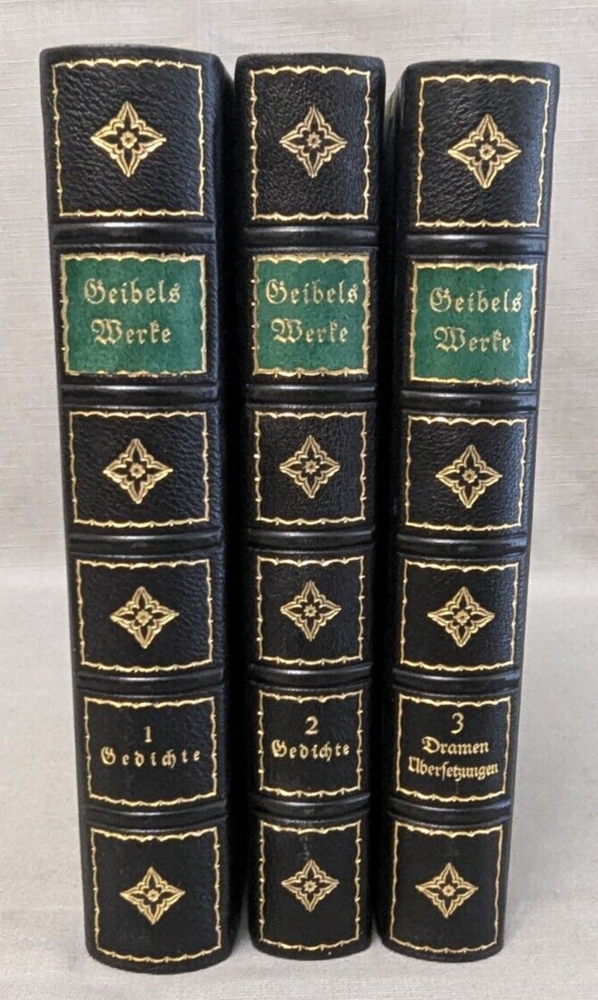 Geibels
Werke
1
Gedichte
Geibels
Werke
2
Gedichte
Geibels
Werke
3
Dramen
Übersetzungen